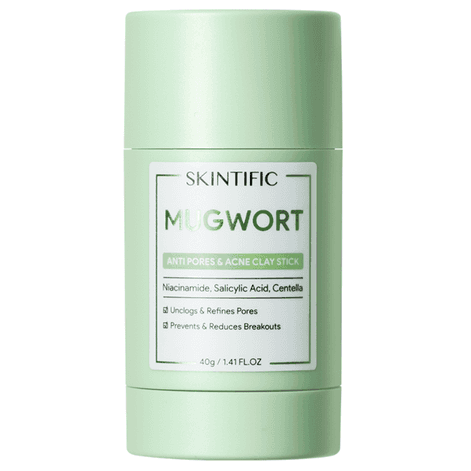 SKINTIFIC
MUGWORT
ANTI PORES & ACNE CLAY STICK
Niacinamide, Salicylic Acid, Centella
☑ Unclogs & Refines Pores
☑ Prevents & Reduces Breakouts
40g / 1.41 FL.OZ